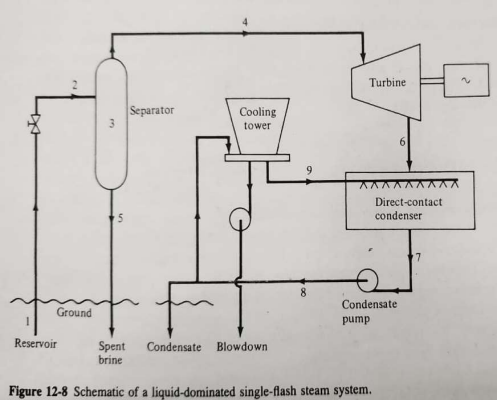 4
2
Separator
3
Turbine
~
Cooling
tower
6
9
Direct-contact
condenser
5
7
8
Condensate
pump
Ground
1
Reservoir
Spent
brine
Condensate
Blowdown
Figure 12-8 Schematic of a liquid-dominated single-flash steam system.